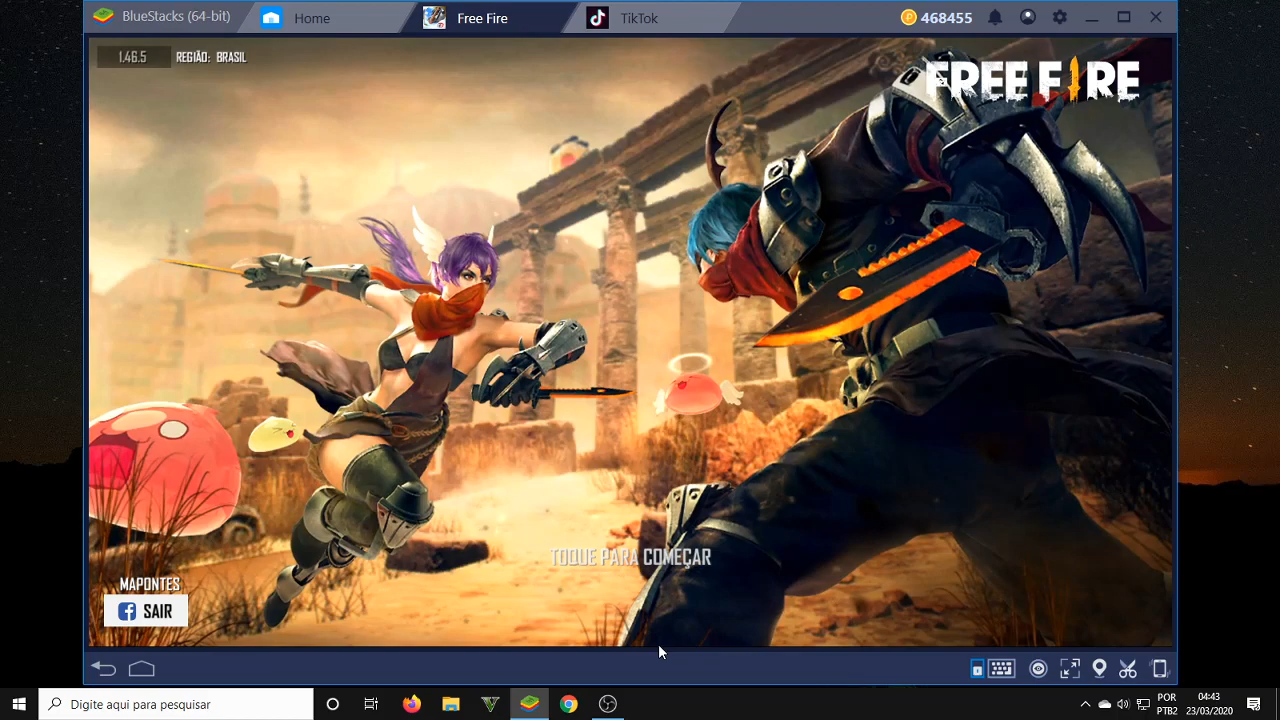 BlueStacks (64-bit)
Home
Free Fire
TikTok
468455
1.46.5
REGIÃO: BRASIL
FREE FIRE
TOQUE PARA COMEÇAR
MAPONTES
SAIR
Digite aqui para pesquisar
POR
PTB2
04:43
23/03/2020